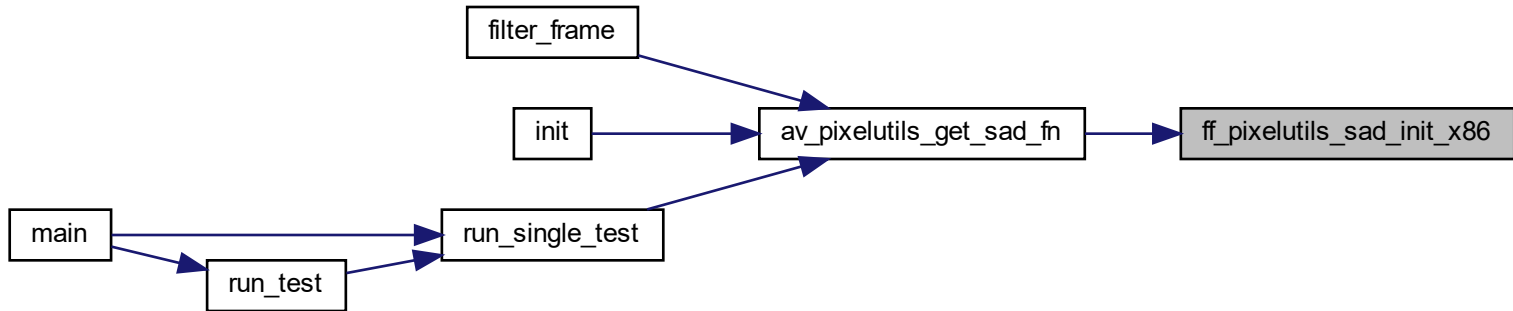 filter_frame
init
av_pixelutils_get_sad_fn
ff_pixelutils_sad_init_x86
main
run_single_test
run_test